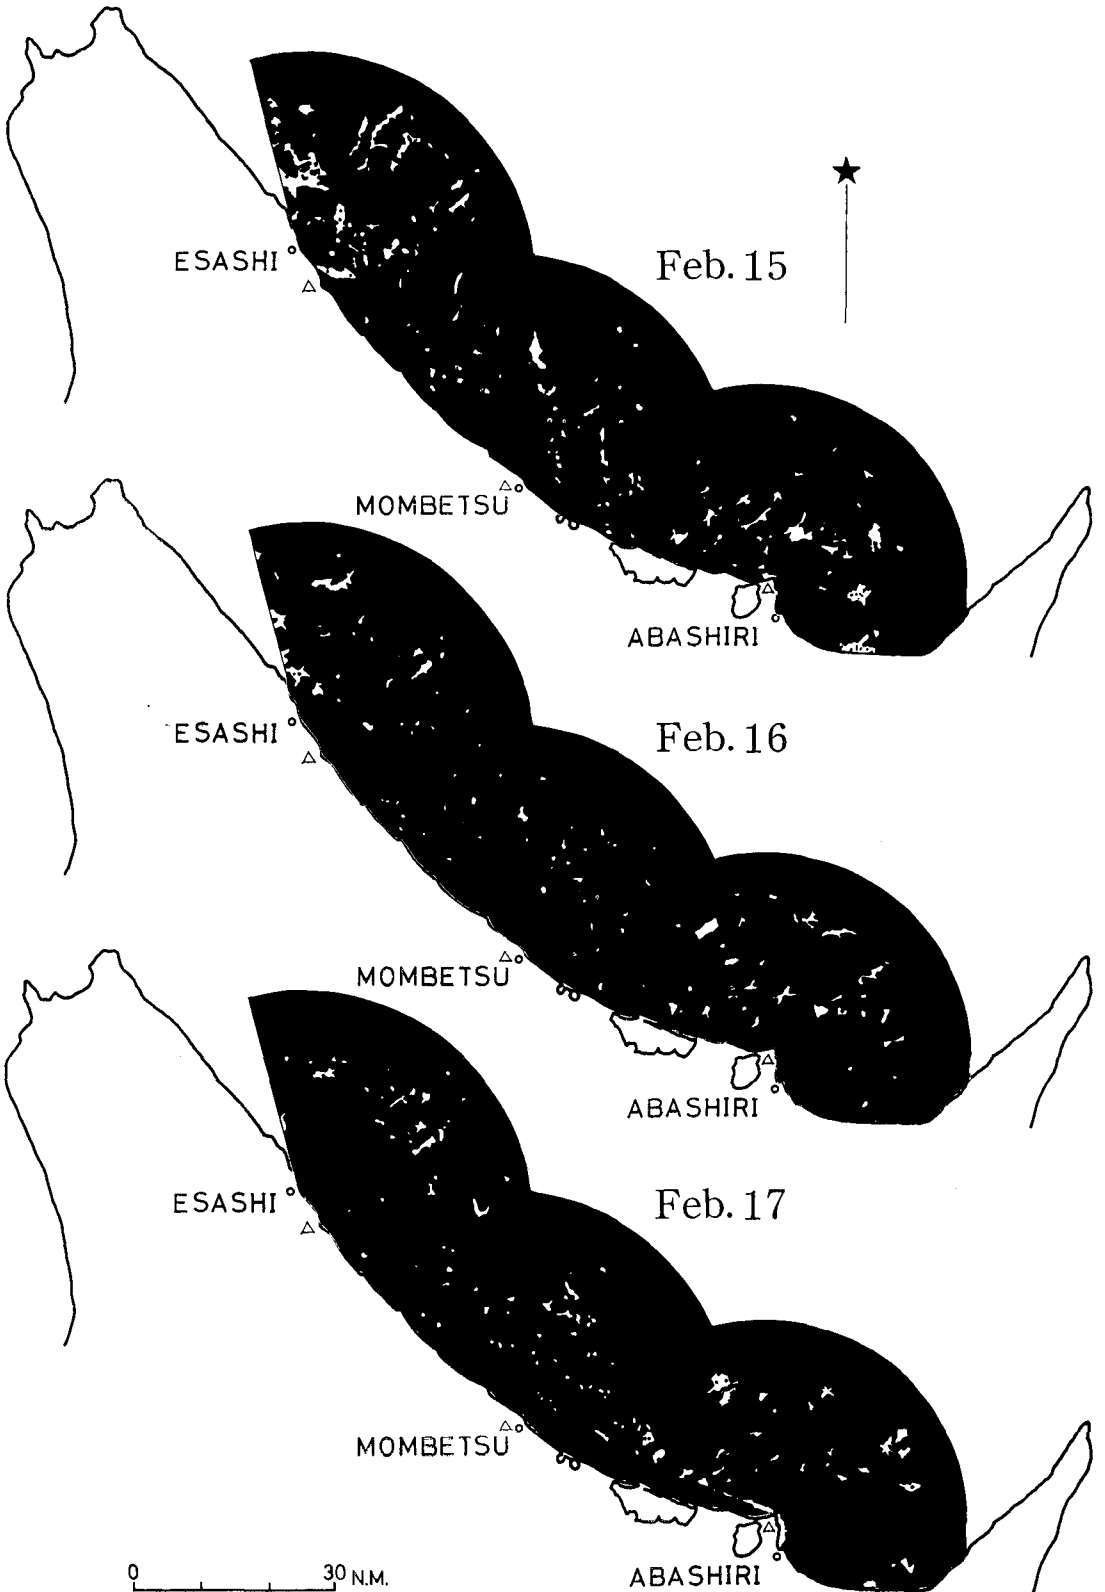 ESASHI
Feb. 15
MOMBETSU
ABASHIRI
ESASHI
Feb. 16
MOMBETSU
ABASHIRI
ESASHI
Feb. 17
MOMBETSU
ABASHIRI
0 30 N.M.